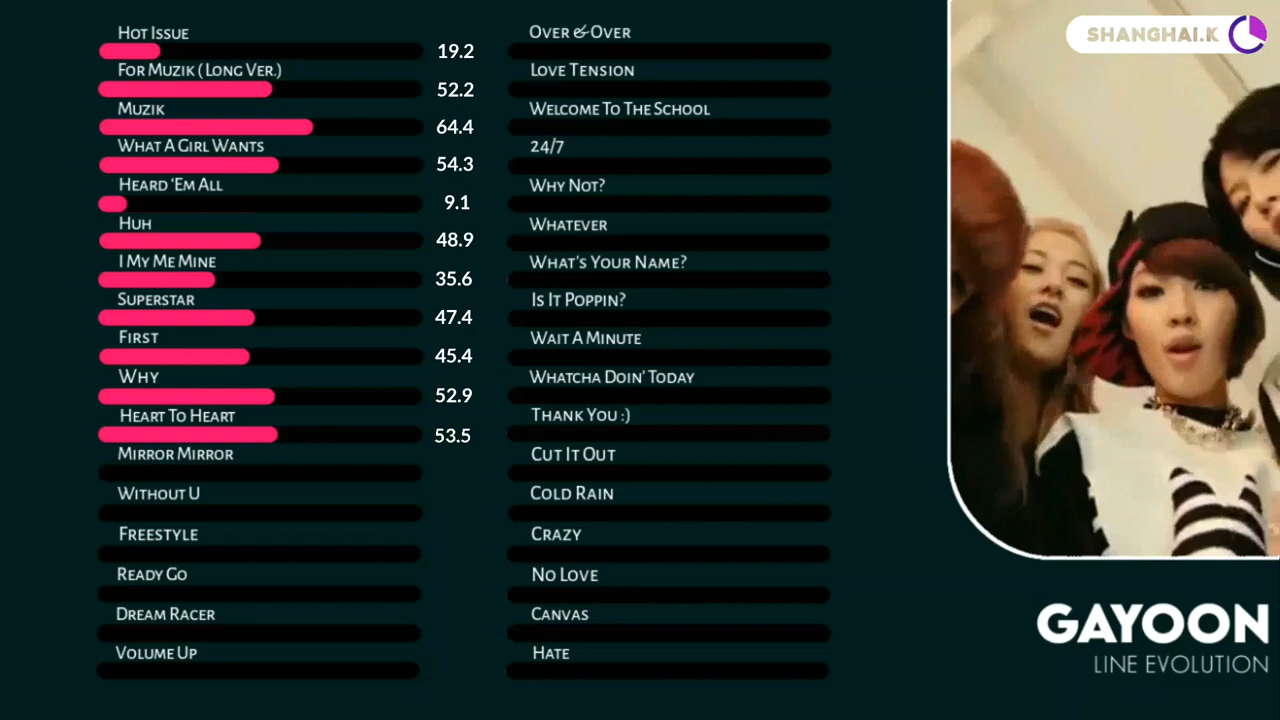 HOT ISSUE
19.2
FOR MUZIK ( LONG VER.)
52.2
MUZIK
64.4
WHAT A GIRL WANTS
54.3
HEARD ‘EM ALL
9.1
HUH
48.9
I MY ME MINE
35.6
SUPERSTAR
47.4
FIRST
45.4
WHY
52.9
HEART TO HEART
53.5
MIRROR MIRROR
WITHOUT U
FREESTYLE
READY GO
DREAM RACER
VOLUME UP
OVER & OVER
LOVE TENSION
WELCOME TO THE SCHOOL
24/7
WHY NOT?
WHATEVER
WHAT'S YOUR NAME?
IS IT POPPIN?
WAIT A MINUTE
WHATCHA DOIN' TODAY
THANK YOU :)
CUT IT OUT
COLD RAIN
CRAZY
NO LOVE
CANVAS
HATE
SHANGHAI.K
GAYOON
LINE EVOLUTION